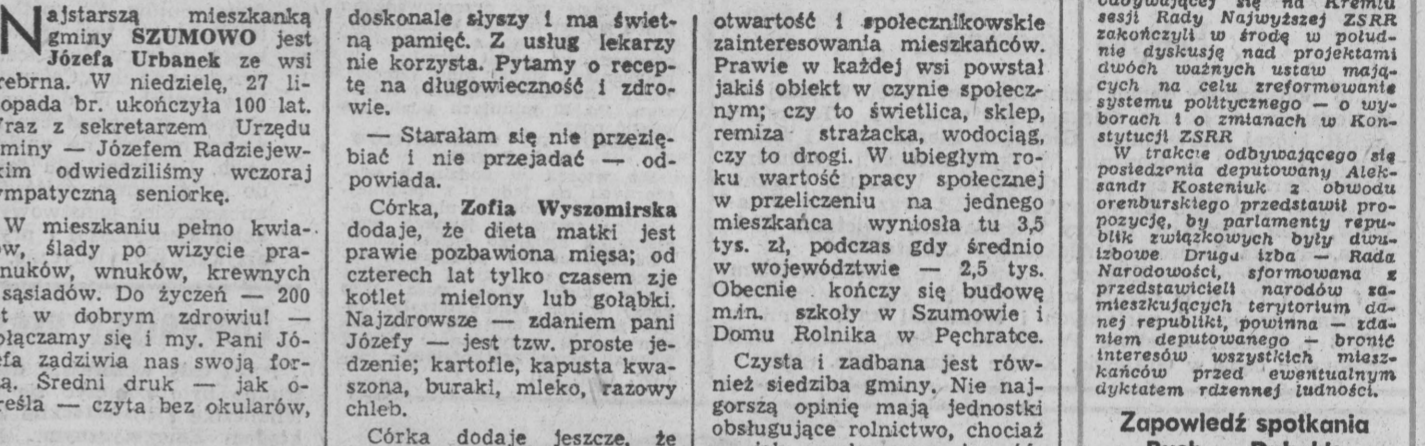 Najstarszą mieszkanką
gminy SZUMOWO jest
Józefa Urbanek ze wsi
rebrna. W niedzielę, 27 li-
opada br. ukończyła 100 lat.
raz z sekretarzem Urzędu
miny — Józefem Radziejew-
kim odwiedziliśmy wczoraj
ympatyczną seniorkę.
W mieszkaniu pełno kwia-
ów, ślady po wizycie pra-
nuków, wnuków, krewnych
sąsiadów. Do życzeń — 200
t w dobrym zdrowiu! —
ołączamy się i my. Pani Jó-
efa zadziwia nas swoją for-
ą. Średni druk — jak o-
reśla — czyta bez okularów,
doskonale słyszy i ma świet-
ną pamięć. Z usług lekarzy
nie korzysta. Pytamy o recep-
tę na długowieczność i zdro-
wie.
— Starałam się nie przezię-
biać i nie przejadać — od-
powiada.
Córka, Zofia Wyszomirska
dodaje, że dieta matki jest
prawie pozbawiona mięsa; od
czterech lat tylko czasem zje
kotlet mielony lub gołąbki.
Najzdrowsze — zdaniem pani
Józefy — jest tzw. proste je-
dzenie; kartofle, kapusta kwa-
szona, buraki, mleko, razowy
chleb.
Córka dodaje jeszcze, że
otwartość i społecznikowskie
zainteresowania mieszkańców.
Prawie w każdej wsi powstał
jakiś obiekt w czynie społecz-
nym; czy to świetlica, sklep,
remiza strażacka, wodociąg,
czy to drogi. W ubiegłym ro-
ku wartość pracy społecznej
w przeliczeniu na jednego
mieszkańca wyniosła tu 3,5
tys. zł, podczas gdy średnio
w województwie — 2,5 tys.
Obecnie kończy się budowę
m.in. szkoły w Szumowie i
Domu Rolnika w Pęchratce.
Czysta i zadbana jest rów-
nież siedziba gminy. Nie naj-
gorszą opinię mają jednostki
obsługujące rolnictwo, chociaż
odbywającej się na Kremlu
sesji Rady Najwyższej ZSRR
zakończyli w środę w połud-
nie dyskusję nad projektami
dwóch ważnych ustaw mają-
cych na celu zreformowanie
systemu politycznego — o wy-
borach i o zmianach w Kon-
stytucji ZSRR
W trakcie odbywającego się
posiedzenia deputowany Alek-
sandr Kosteniuk z obwodu
orenburskiego przedstawił pro-
pozycję, by parlamenty repu-
blik związkowych były dwu-
izbowe Druga izba — Rada
Narodowości, sformowana z
przedstawicieli narodów za-
mieszkujących terytorium da-
nej republiki, powinna — zda-
niem deputowanego — bronić
interesów wszystkich miesz-
kańców przed ewentualnym
dyktatem rdzennej ludności.
Zapowiedź spotkania